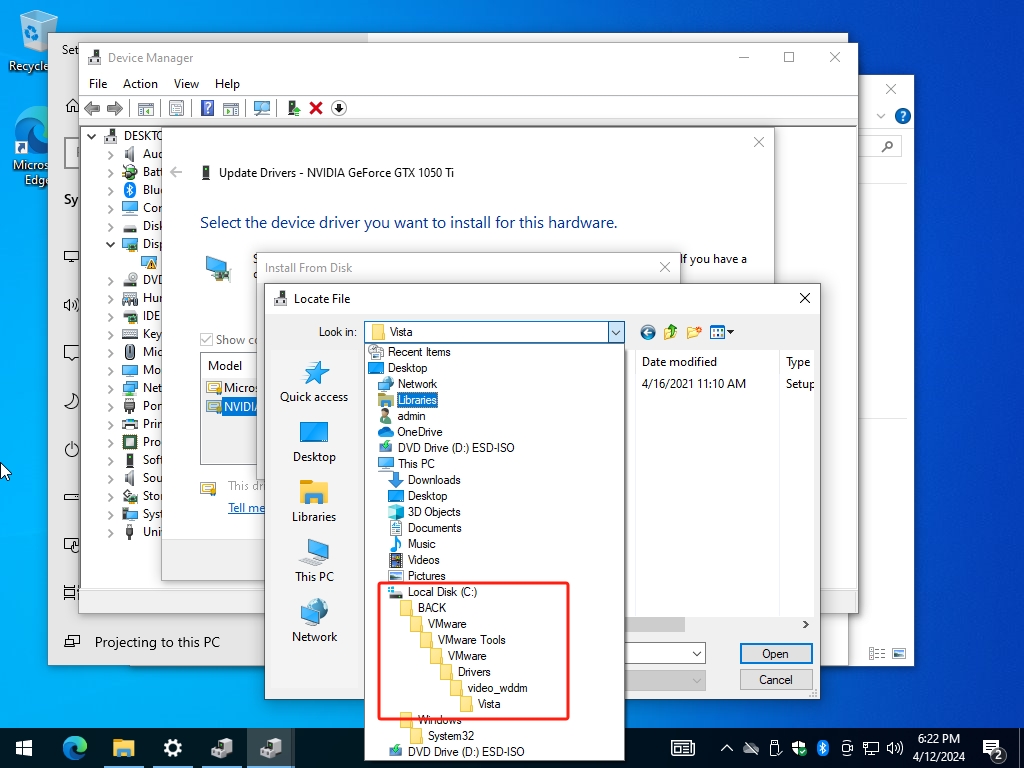 Recycle
Micros
Edge
Set
Sy
Projecting to this PC
Device Manager
File Action View Help
DESKTO
Auc
Batt
Blu
Cor
Disk
Disp
DVD
Hur
IDE
Key
Mic
Mo
Net
Por
Prin
Pro
Soft
Sou
Stor
Syst
Univ
Update Drivers - NVIDIA GeForce GTX 1050 Ti
Select the device driver you want to install for this hardware.
If you have a
Show co
Model
Micros
NVIDIA
This dr
Tell me
Install From Disk
Locate File
Look in: Vista
Quick access
Desktop
Libraries
This PC
Network
Recent Items
Desktop
Network
Libraries
admin
OneDrive
DVD Drive (D:) ESD-ISO
This PC
Downloads
Desktop
3D Objects
Documents
Music
Videos
Pictures
Local Disk (C:)
BACK
VMware
VMware Tools
VMware
Drivers
video_wddm
Vista
Windows
System32
DVD Drive (D:) ESD-ISO
Date modified Type
4/16/2021 11:10 AM Setup
Open
Cancel
6:22 PM
4/12/2024
2